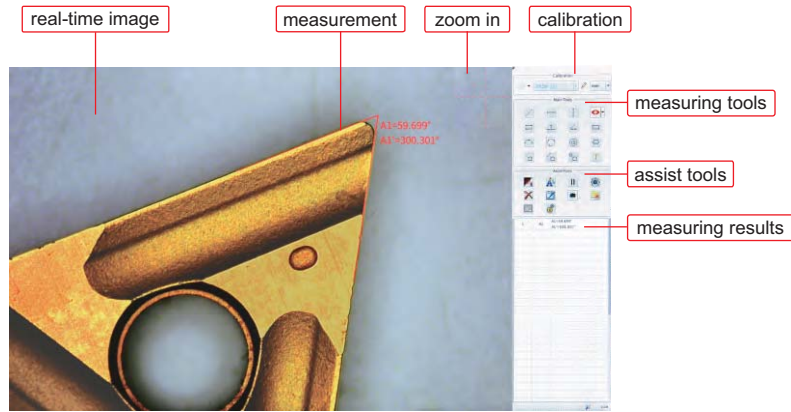 real-time image
measurement
zoom in
calibration
A1=59.699°
A1'=300.301°
measuring tools
assist tools
measuring results